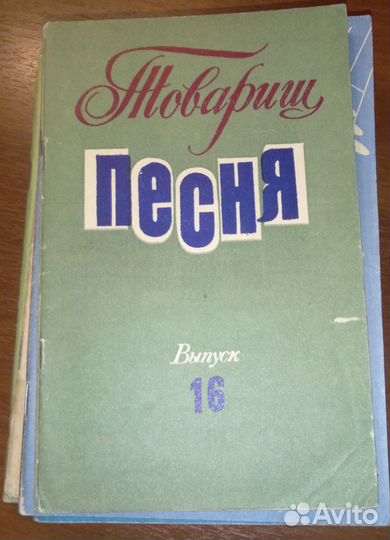 Товарищ
песня
Выпуск
16
Avito